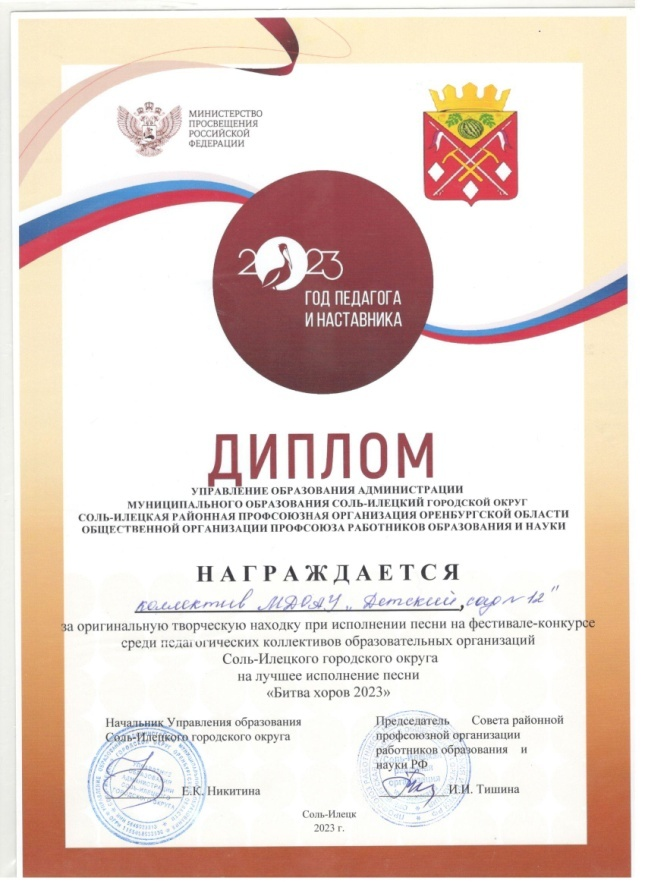 МИНИСТЕРСТВО
ПРОСВЕЩЕНИЯ
РОССИЙСКОЙ
ФЕДЕРАЦИИ
2023
ГОД ПЕДАГОГА
И НАСТАВНИКА
ДИПЛОМ
УПРАВЛЕНИЕ ОБРАЗОВАНИЯ АДМИНИСТРАЦИИ
МУНИЦИПАЛЬНОГО ОБРАЗОВАНИЯ СОЛЬ-ИЛЕЦКИЙ ГОРОДСКОЙ ОКРУГ
СОЛЬ-ИЛЕЦКАЯ РАЙОННАЯ ПРОФСОЮЗНАЯ ОРГАНИЗАЦИЯ ОРЕНБУРГСКОЙ ОБЛАСТИ
ОБЩЕСТВЕННОЙ ОРГАНИЗАЦИИ ПРОФСОЮЗА РАБОТНИКОВ ОБРАЗОВАНИЯ И НАУКИ
НАГРАЖДАЕТСЯ
коллектив МДОАУ „Детский сад № 12"
за оригинальную творческую находку при исполнении песни на фестивале-конкурсе
среди педагогических коллективов образовательных организаций
Соль-Илецкого городского округа
на лучшее исполнение песни
«Битва хоров 2023»
Начальник Управления образования
Соль-Илецкого городского округа
Е.К. Никитина
Председатель Совета районной
профсоюзной организации
работников образования и
науки РФ
И.И. Тишина
Соль-Илецк
2023 г.